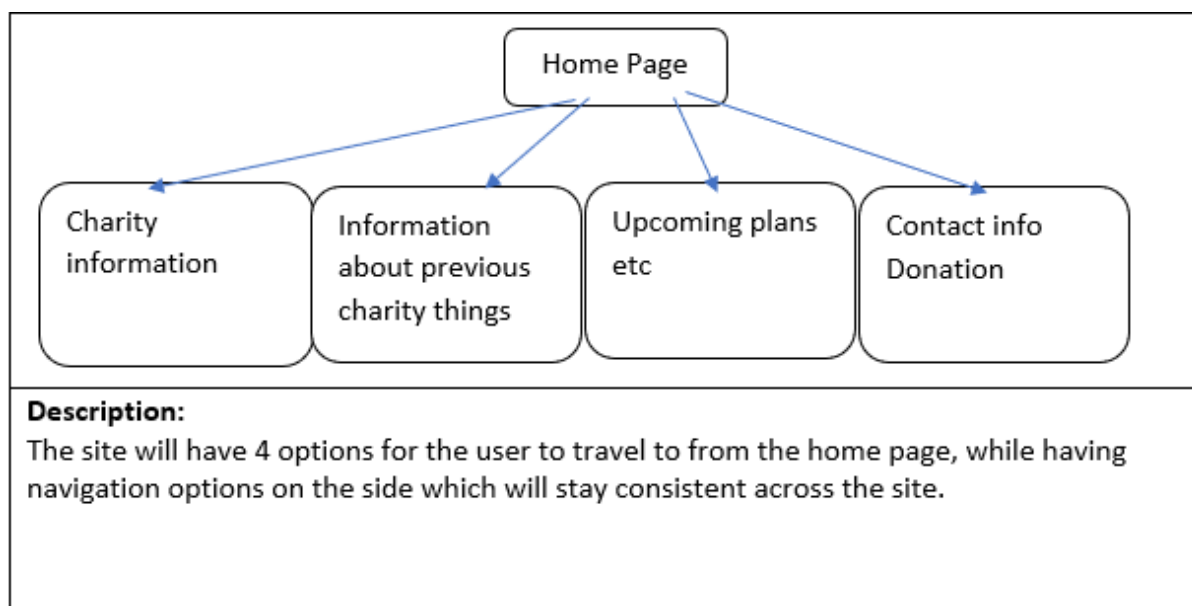 Home Page
Charity
information
Information
about previous
charity things
Upcoming plans
etc
Contact info
Donation
Description:
The site will have 4 options for the user to travel to from the home page, while having
navigation options on the side which will stay consistent across the site.